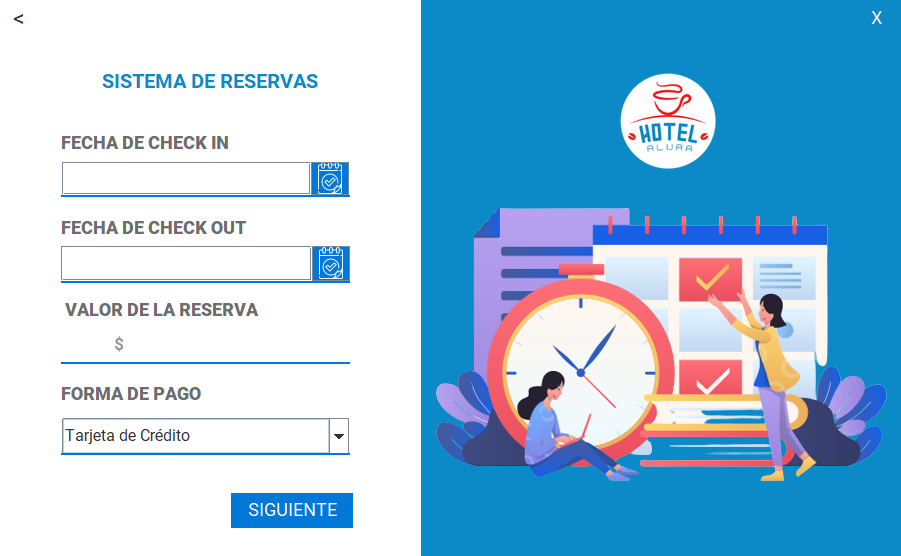 <
X
SISTEMA DE RESERVAS
FECHA DE CHECK IN
FECHA DE CHECK OUT
VALOR DE LA RESERVA
$
FORMA DE PAGO
Tarjeta de Crédito
SIGUIENTE
HOTEL
ALURA